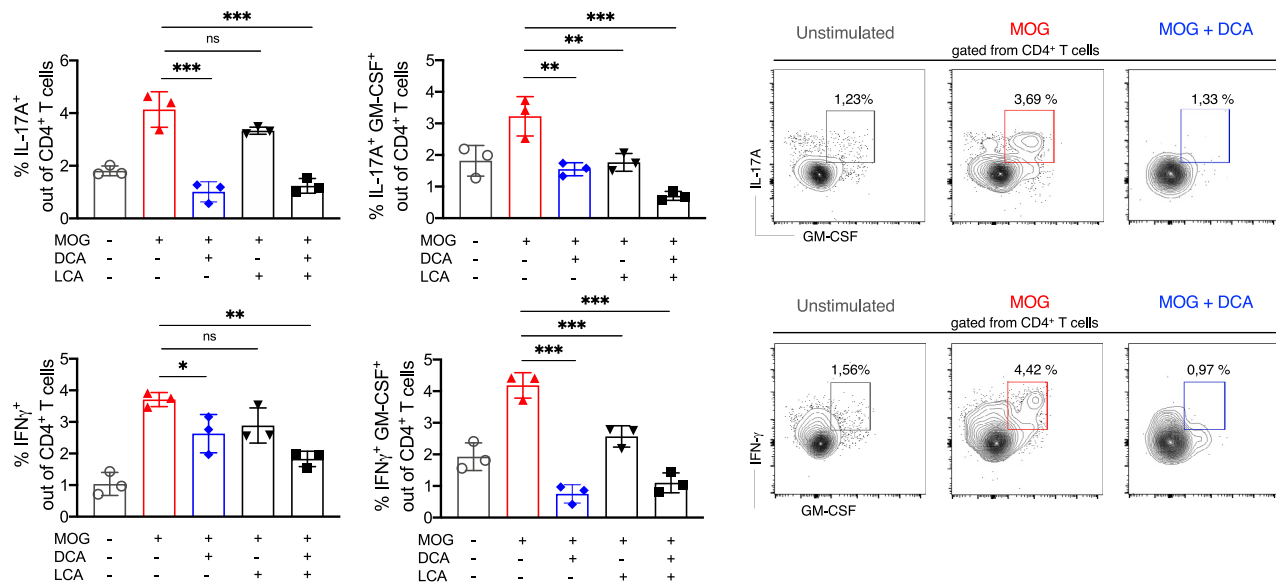 ***
ns
***
% IL-17A⁺
out of CD4⁺ T cells
6
4
2
0
MOG - + + + +
DCA - - + - +
LCA - - - + +
***
**
**
% IL-17A⁺ GM-CSF⁺
out of CD4⁺ T cells
5
4
3
2
1
0
MOG - + + + +
DCA - - + - +
LCA - - - + +
Unstimulated MOG MOG + DCA
gated from CD4⁺ T cells
1,23% 3,69 % 1,33 %
IL-17A
GM-CSF
**
ns
*
% IFNγ⁺
out of CD4⁺ T cells
5
4
3
2
1
0
MOG - + + + +
DCA - - + - +
LCA - - - + +
***
***
***
% IFNγ⁺ GM-CSF⁺
out of CD4⁺ T cells
5
4
3
2
1
0
MOG - + + + +
DCA - - + - +
LCA - - - + +
Unstimulated MOG MOG + DCA
gated from CD4⁺ T cells
1,56% 4,42 % 0,97 %
IFN-γ
GM-CSF